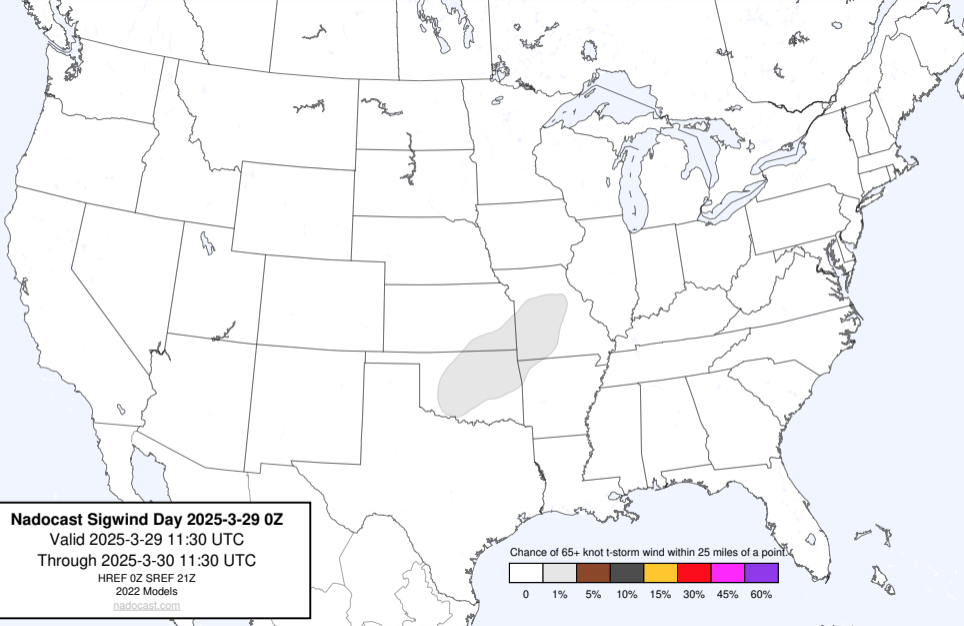 Nadocast Sigwind Day 2025-3-29 0Z
Valid 2025-3-29 11:30 UTC
Through 2025-3-30 11:30 UTC
HREF 0Z SREF 21Z
2022 Models
nadocast.com
Chance of 65+ knot t-storm wind within 25 miles of a point.
0 1% 5% 10% 15% 30% 45% 60%